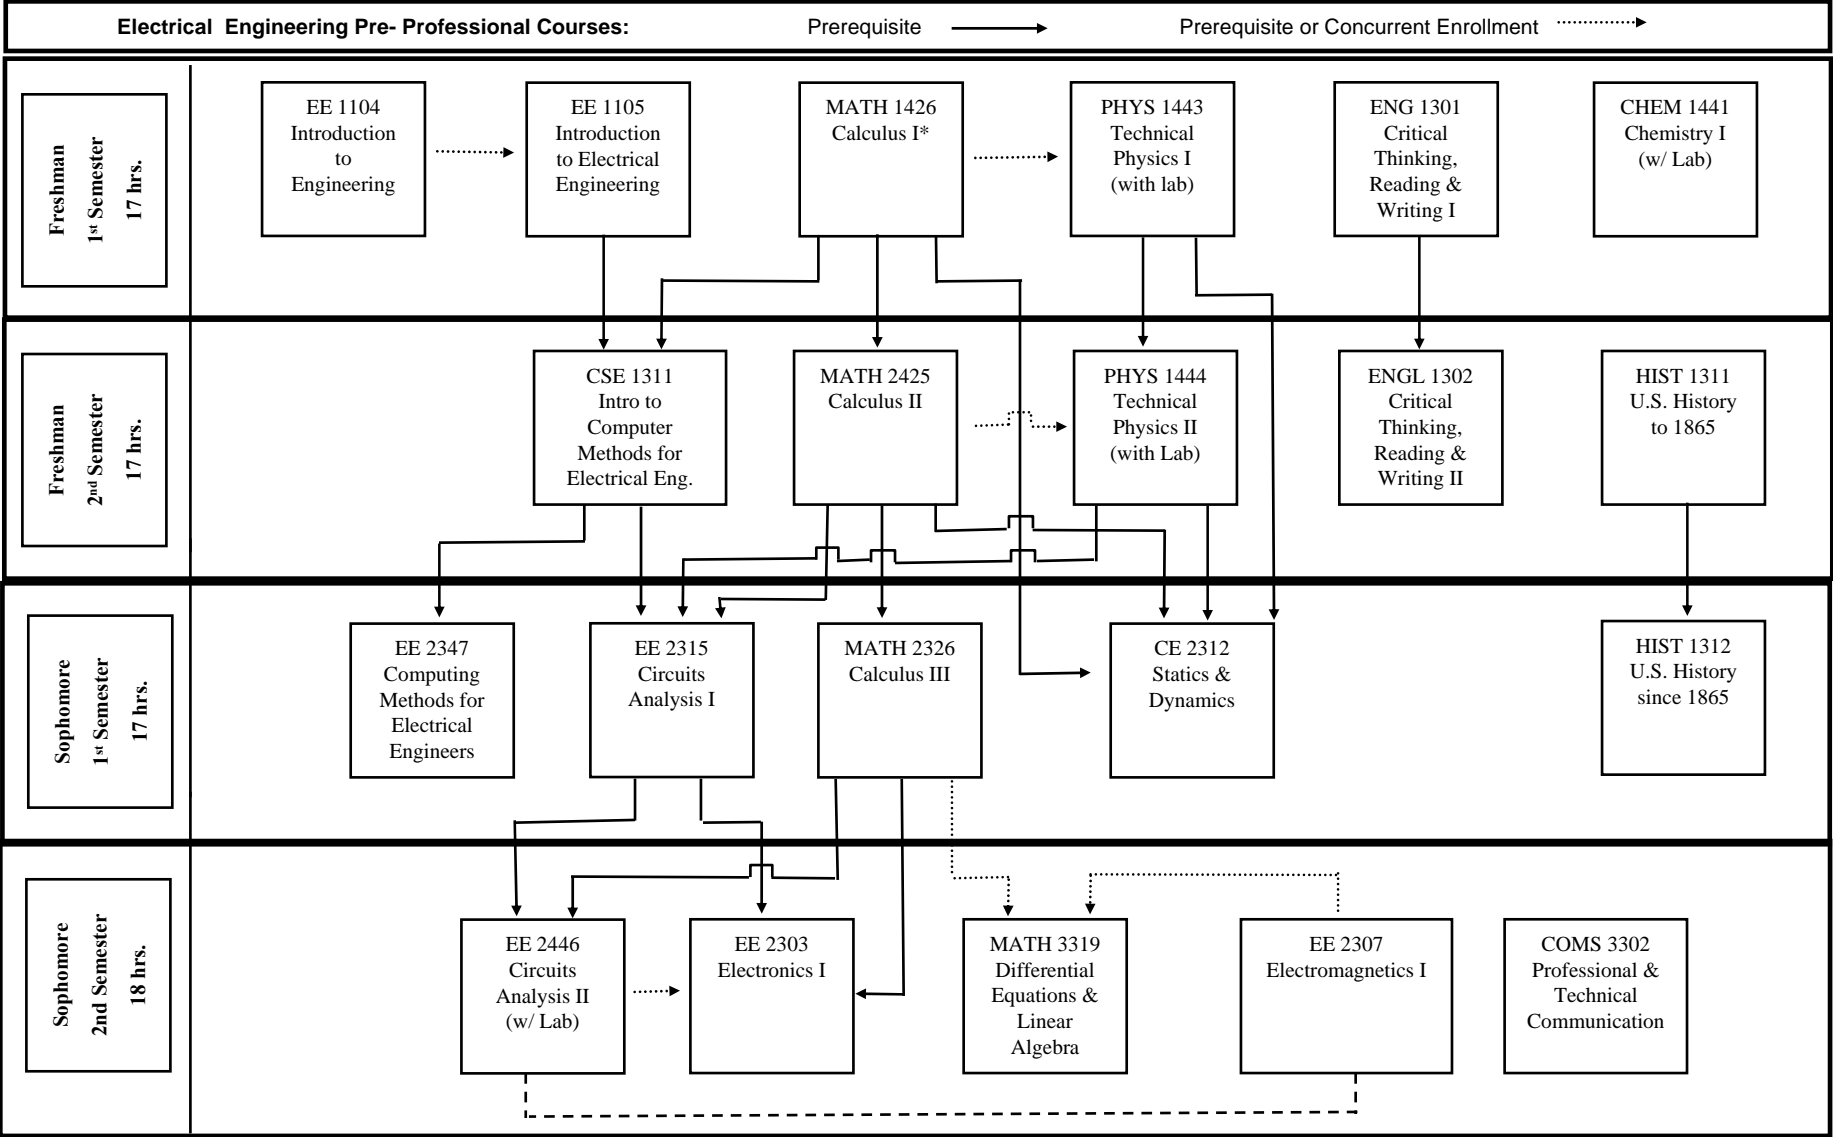 Electrical  Engineering Pre- Professional Courses:
Prerequisite
Prerequisite or Concurrent Enrollment
Freshman
1st Semester
17 hrs.
EE 1104
Introduction
to
Engineering
EE 1105
Introduction
to Electrical
Engineering
MATH 1426
Calculus I*
PHYS 1443
Technical
Physics I
(with lab)
ENG 1301
Critical
Thinking,
Reading &
Writing I
CHEM 1441
Chemistry I
(w/ Lab)
Freshman
2nd Semester
17 hrs.
CSE 1311
Intro to
Computer
Methods for
Electrical Eng.
MATH 2425
Calculus II
PHYS 1444
Technical
Physics II
(with Lab)
ENGL 1302
Critical
Thinking,
Reading &
Writing II
HIST 1311
U.S. History
to 1865
Sophomore
1st Semester
17 hrs.
EE 2347
Computing
Methods for
Electrical
Engineers
EE 2315
Circuits
Analysis I
MATH 2326
Calculus III
CE 2312
Statics &
Dynamics
HIST 1312
U.S. History
since 1865
Sophomore
2nd Semester
18 hrs.
EE 2446
Circuits
Analysis II
(w/ Lab)
EE 2303
Electronics I
MATH 3319
Differential
Equations &
Linear
Algebra
EE 2307
Electromagnetics I
COMS 3302
Professional &
Technical
Communication